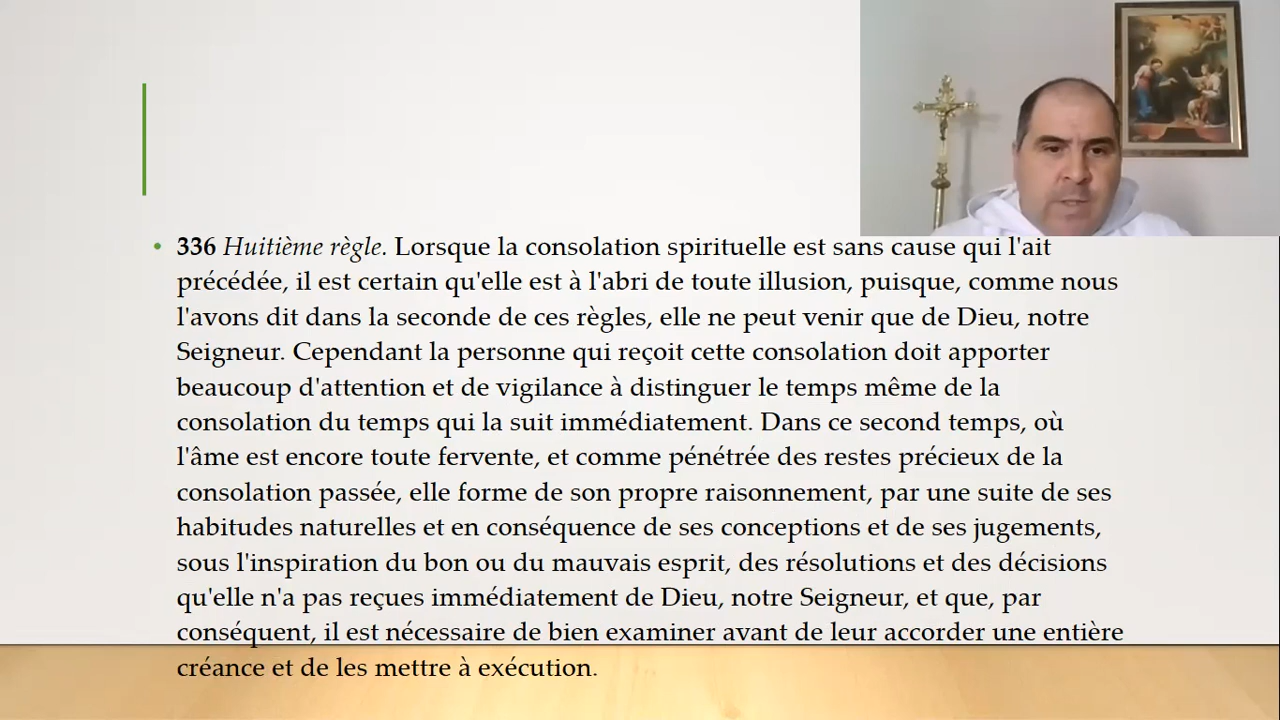 • 336 Huitième règle. Lorsque la consolation spirituelle est sans cause qui l'ait
précédée, il est certain qu'elle est à l'abri de toute illusion, puisque, comme nous
l'avons dit dans la seconde de ces règles, elle ne peut venir que de Dieu, notre
Seigneur. Cependant la personne qui reçoit cette consolation doit apporter
beaucoup d'attention et de vigilance à distinguer le temps même de la
consolation du temps qui la suit immédiatement. Dans ce second temps, où
l'âme est encore toute fervente, et comme pénétrée des restes précieux de la
consolation passée, elle forme de son propre raisonnement, par une suite de ses
habitudes naturelles et en conséquence de ses conceptions et de ses jugements,
sous l'inspiration du bon ou du mauvais esprit, des résolutions et des décisions
qu'elle n'a pas reçues immédiatement de Dieu, notre Seigneur, et que, par
conséquent, il est nécessaire de bien examiner avant de leur accorder une entière
créance et de les mettre à exécution.